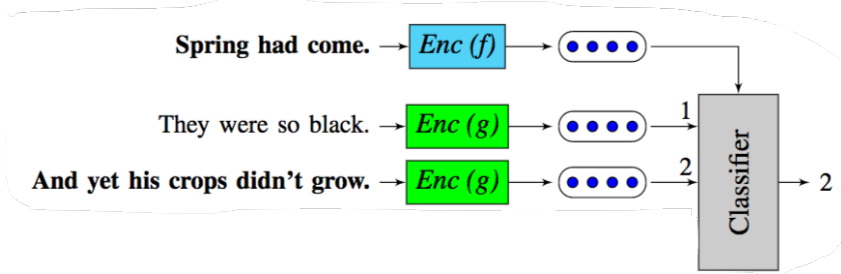 Spring had come. Enc (f)
They were so black. Enc (g) 1
And yet his crops didn't grow. Enc (g) 2
Classifier 2